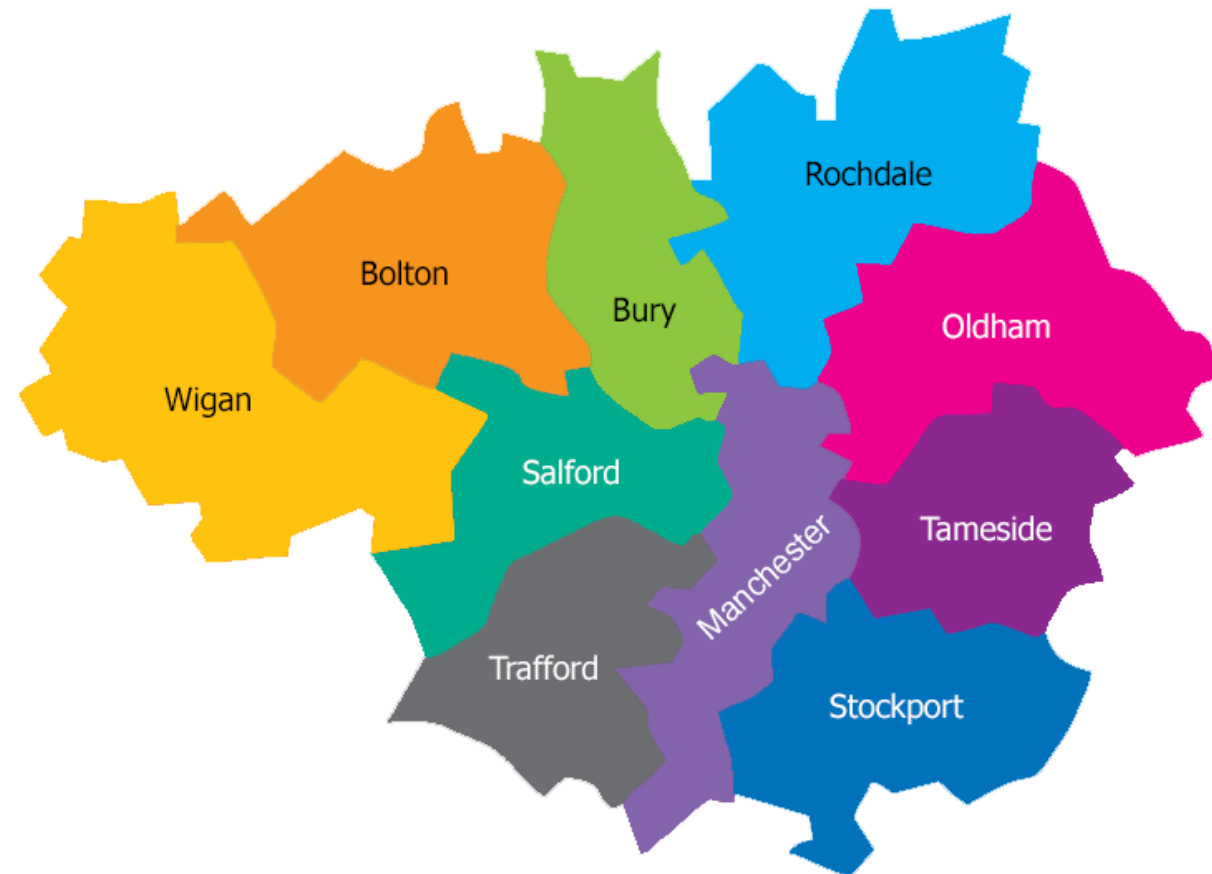 Rochdale
Bolton
Bury
Oldham
Wigan
Salford
Tameside
Manchester
Trafford
Stockport